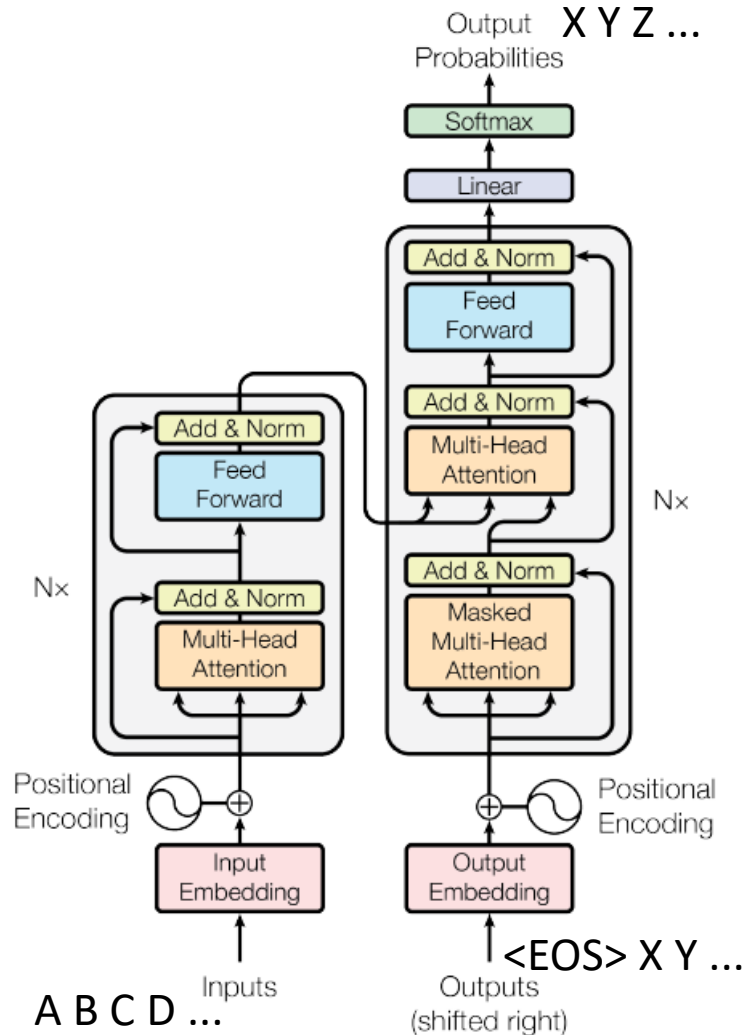 Output
Probabilities
X Y Z ...
Softmax
Linear
Add & Norm
Feed
Forward
Add & Norm
Multi-Head
Attention
Nx
Add & Norm
Masked
Multi-Head
Attention
Add & Norm
Feed
Forward
Nx
Add & Norm
Multi-Head
Attention
Positional
Encoding
Positional
Encoding
Input
Embedding
Output
Embedding
Inputs
A B C D ...
<EOS> X Y ...
Outputs
(shifted right)